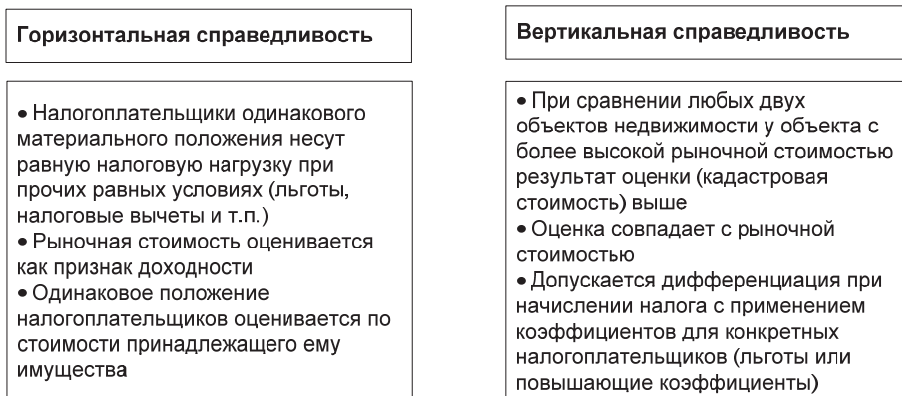 Горизонтальная справедливость
• Налогоплательщики одинакового
материального положения несут
равную налоговую нагрузку при
прочих равных условиях (льготы,
налоговые вычеты и т.п.)
• Рыночная стоимость оценивается
как признак доходности
• Одинаковое положение
налогоплательщиков оценивается по
стоимости принадлежащего ему
имущества
Вертикальная справедливость
• При сравнении любых двух
объектов недвижимости у объекта с
более высокой рыночной стоимостью
результат оценки (кадастровая
стоимость) выше
• Оценка совпадает с рыночной
стоимостью
• Допускается дифференциация при
начислении налога с применением
коэффициентов для конкретных
налогоплательщиков (льготы или
повышающие коэффициенты)